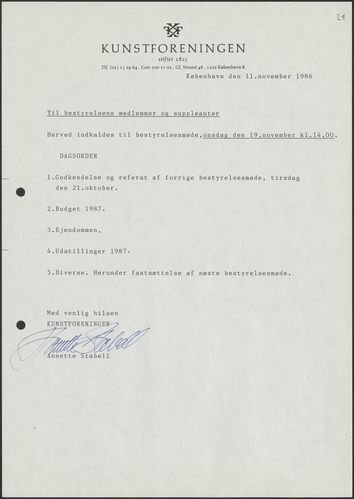 29
KUNSTFORENINGEN
stiftet 1825
Tlf. (01) 1 29 64 . Giro 500 11 02 . Gl. Strand 48 . 1202 København K
København den 11.november 1986
Til bestyrelsens medlemmer og suppleanter
Herved indkaldes til bestyrelsesmøde,onsdag den 19.november kl.14.00.
DAGSORDEN
1.Godkendelse og referat af forrige bestyrelsesmøde, tirsdag
den 21.oktober.
2.Budget 1987.
3.Ejendommen,
4.Udstillinger 1987.
5.Diverse. Herunder fastsættelse af næste bestyrelsesmøde.
Med venlig hilsen
KUNSTFORENINGEN
Annette Stabell
Annette Stabell